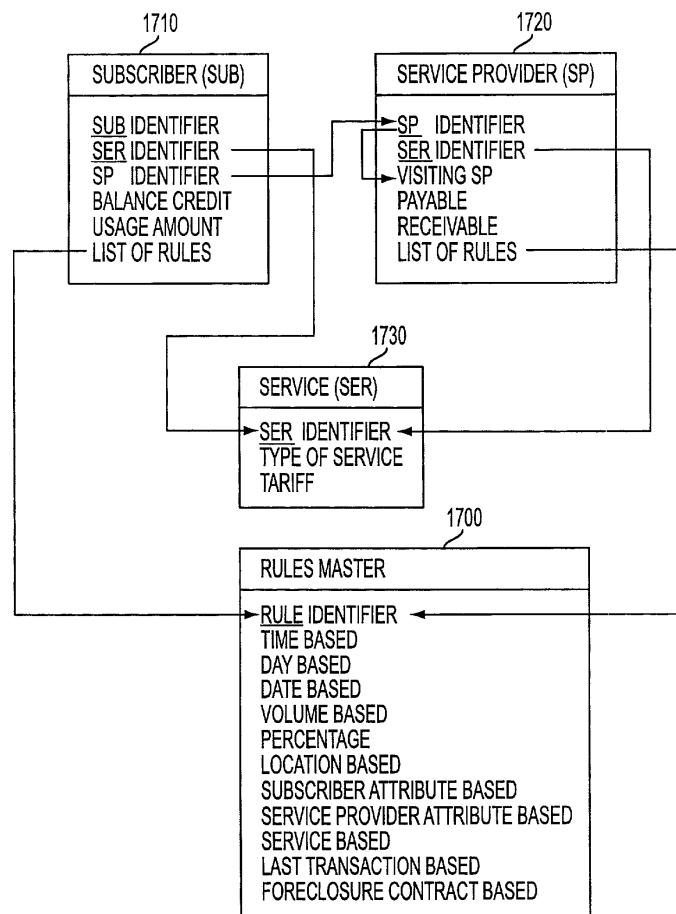 1710
SUBSCRIBER (SUB)
SUB IDENTIFIER
SER IDENTIFIER
SP IDENTIFIER
BALANCE CREDIT
USAGE AMOUNT
LIST OF RULES
1720
SERVICE PROVIDER (SP)
SP IDENTIFIER
SER IDENTIFIER
VISITING SP
PAYABLE
RECEIVABLE
LIST OF RULES
1730
SERVICE (SER)
SER IDENTIFIER
TYPE OF SERVICE
TARIFF
1700
RULES MASTER
RULE IDENTIFIER
TIME BASED
DAY BASED
DATE BASED
VOLUME BASED
PERCENTAGE
LOCATION BASED
SUBSCRIBER ATTRIBUTE BASED
SERVICE PROVIDER ATTRIBUTE BASED
SERVICE BASED
LAST TRANSACTION BASED
FORECLOSURE CONTRACT BASED